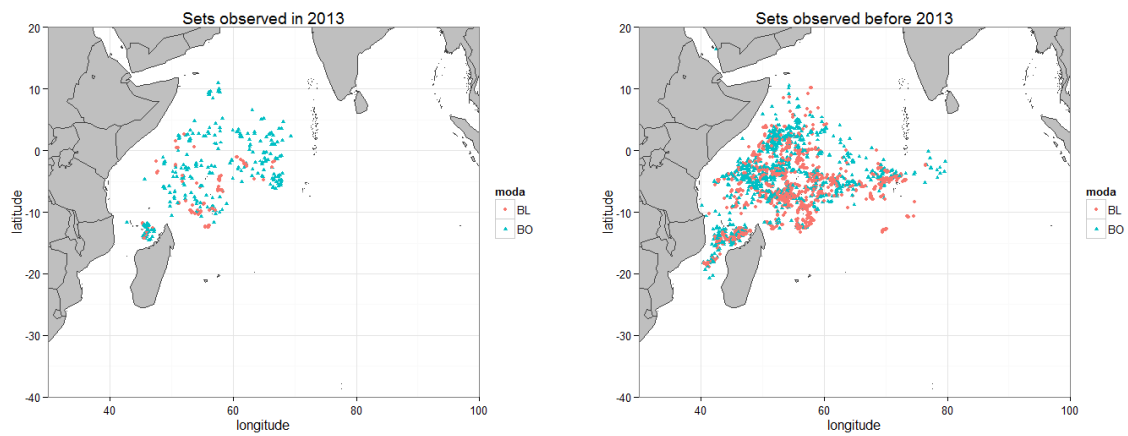 Sets observed in 2013
20
10
0
-10
-20
-30
-40
latitude
40
60
80
100
longitude
moda
BL
BO
Sets observed before 2013
20
10
0
-10
-20
-30
-40
latitude
40
60
80
100
longitude
moda
BL
BO